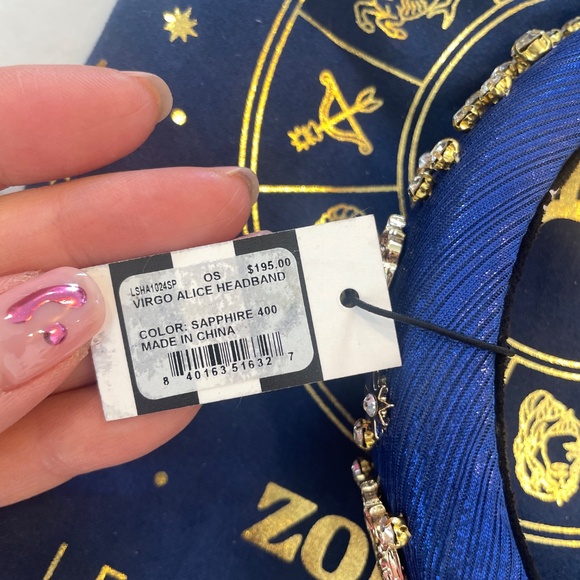 LSHA1024SP OS $195.00
VIRGO ALICE HEADBAND
COLOR: SAPPHIRE 400
MADE IN CHINA
8 40163 51632 7
ZO